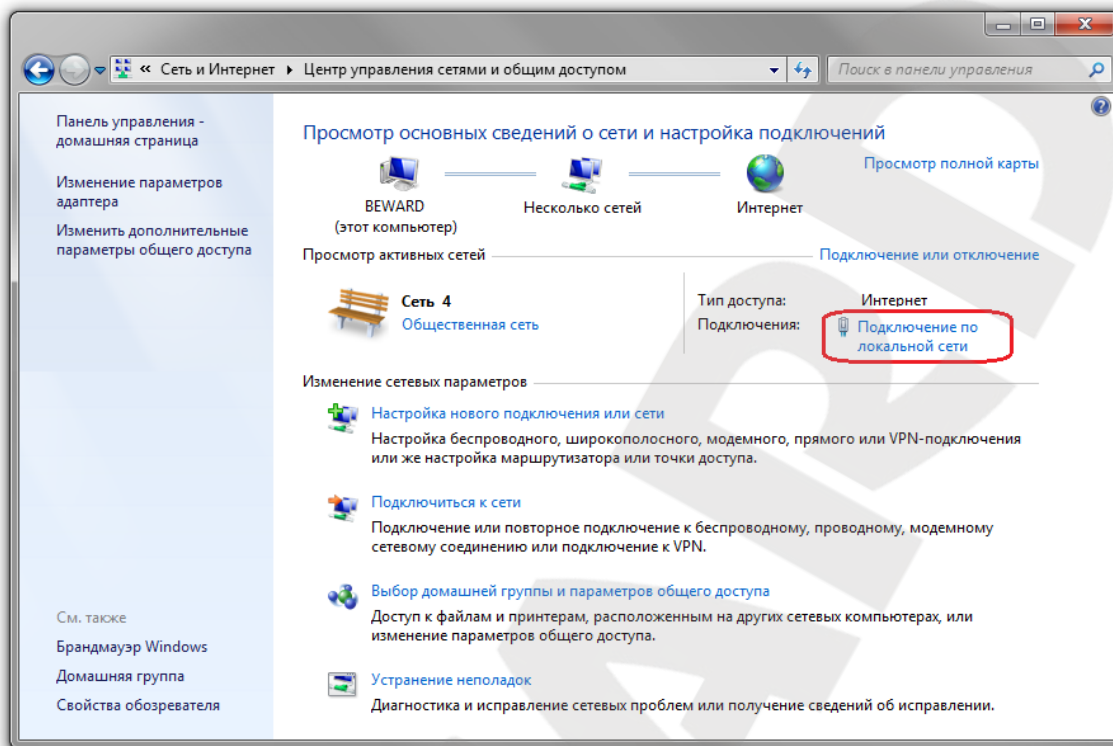 « Сеть и Интернет ▸ Центр управления сетями и общим доступом
Поиск в панели управления
Панель управления -
домашняя страница
Изменение параметров
адаптера
Изменить дополнительные
параметры общего доступа
См. также
Брандмауэр Windows
Домашняя группа
Свойства обозревателя
Просмотр основных сведений о сети и настройка подключений
Просмотр полной карты
BEWARD
(этот компьютер)
Несколько сетей
Интернет
Просмотр активных сетей
Подключение или отключение
Сеть 4
Общественная сеть
Тип доступа: Интернет
Подключения: Подключение по
локальной сети
Изменение сетевых параметров
Настройка нового подключения или сети
Настройка беспроводного, широкополосного, модемного, прямого или VPN-подключения
или же настройка маршрутизатора или точки доступа.
Подключиться к сети
Подключение или повторное подключение к беспроводному, проводному, модемному
сетевому соединению или подключение к VPN.
Выбор домашней группы и параметров общего доступа
Доступ к файлам и принтерам, расположенным на других сетевых компьютерах, или
изменение параметров общего доступа.
Устранение неполадок
Диагностика и исправление сетевых проблем или получение сведений об исправлении.